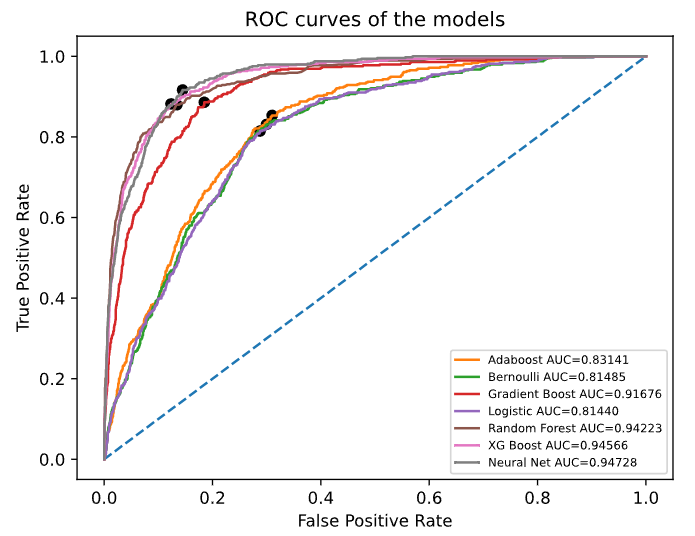 ROC curves of the models
1.0
0.8
0.6
0.4
0.2
0.0
True Positive Rate
Adaboost AUC=0.83141
Bernoulli AUC=0.81485
Gradient Boost AUC=0.91676
Logistic AUC=0.81440
Random Forest AUC=0.94223
XG Boost AUC=0.94566
Neural Net AUC=0.94728
0.0 0.2 0.4 0.6 0.8 1.0
False Positive Rate